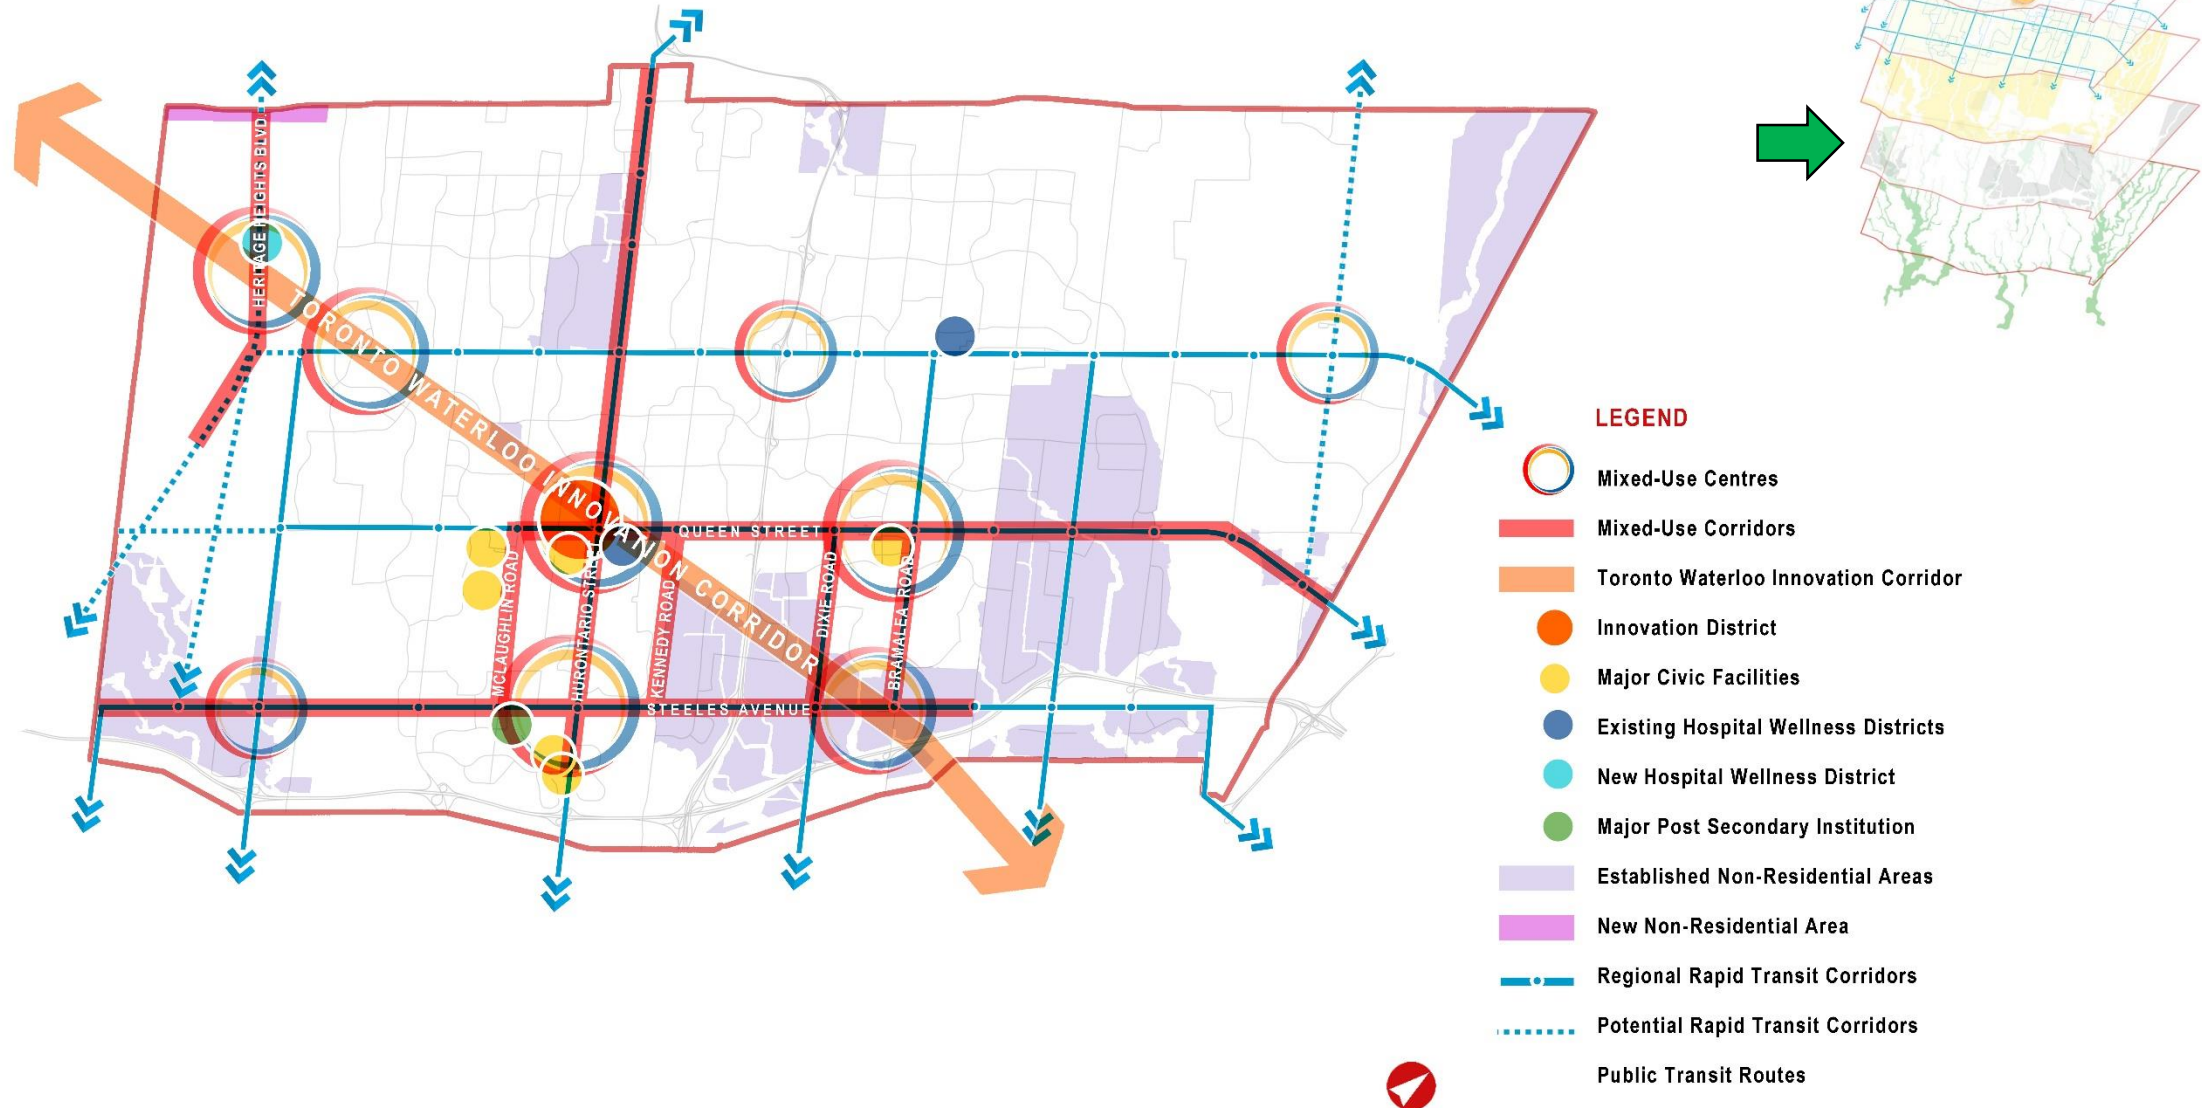 HERITAGE HEIGHTS BLVD
TORONTO WATERLOO INNOVATION CORRIDOR
QUEEN STREET
MCLAUGHLIN ROAD
HURONTARIO STREET
KENNEDY ROAD
DIXIE ROAD
BRAMALEA ROAD
STEELES AVENUE
LEGEND
Mixed-Use Centres
Mixed-Use Corridors
Toronto Waterloo Innovation Corridor
Innovation District
Major Civic Facilities
Existing Hospital Wellness Districts
New Hospital Wellness District
Major Post Secondary Institution
Established Non-Residential Areas
New Non-Residential Area
Regional Rapid Transit Corridors
Potential Rapid Transit Corridors
Public Transit Routes